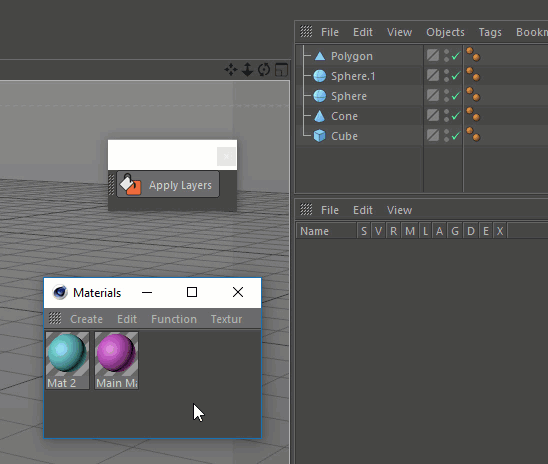 File Edit View Objects Tags Bookm
Polygon
Sphere.1
Sphere
Cone
Cube
Apply Layers
File Edit View
Name S V R M L A G D E X
Materials
Create Edit Function Textur
Mat 2 Main Ma